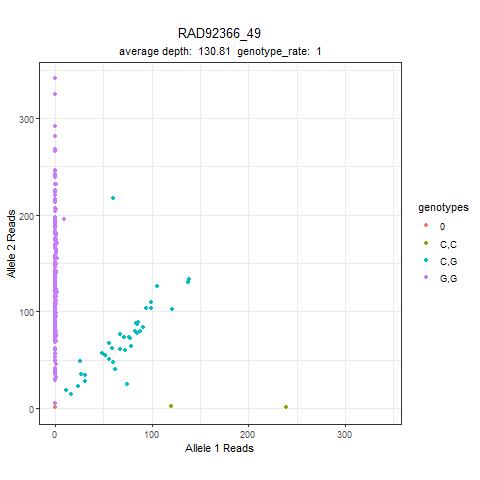 RAD92366_49
average depth: 130.81 genotype_rate: 1
Allele 2 Reads
300
200
100
0
0 100 200 300
Allele 1 Reads
genotypes
0
C,C
C,G
G,G